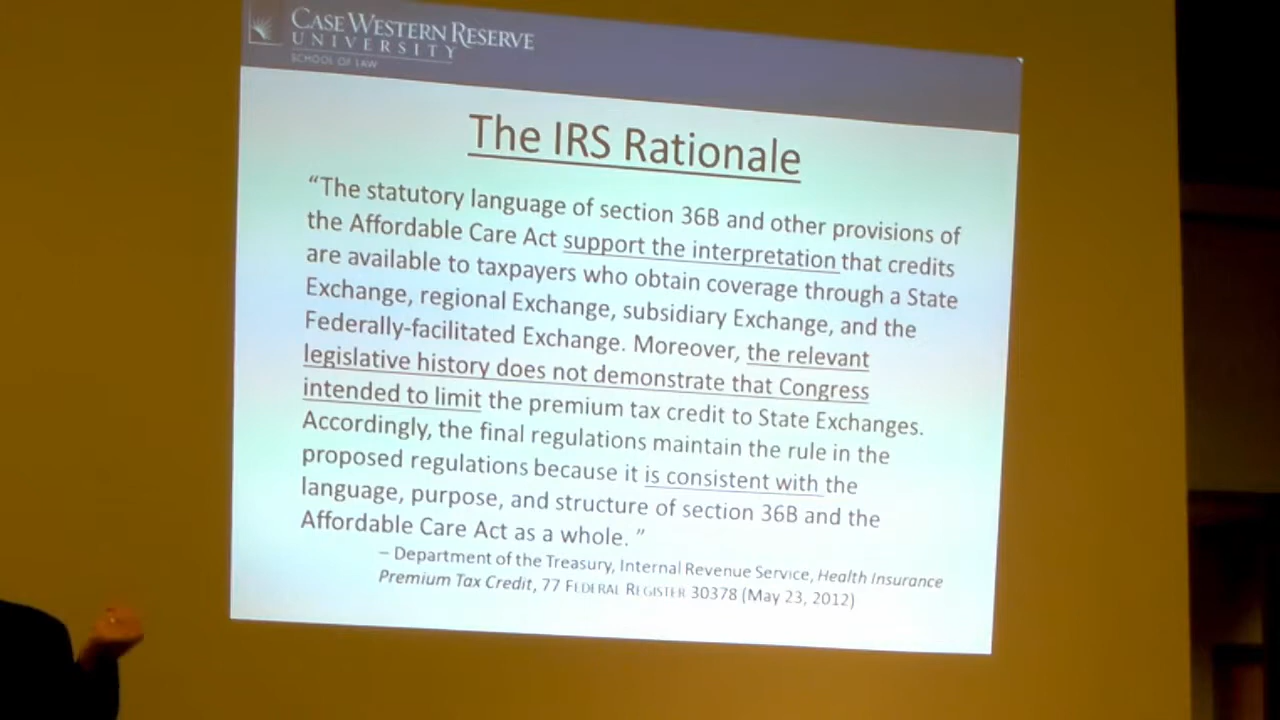 CASE WESTERN RESERVE
UNIVERSITY
SCHOOL OF LAW
The IRS Rationale
“The statutory language of section 36B and other provisions of
the Affordable Care Act support the interpretation that credits
are available to taxpayers who obtain coverage through a State
Exchange, regional Exchange, subsidiary Exchange, and the
Federally-facilitated Exchange. Moreover, the relevant
legislative history does not demonstrate that Congress
intended to limit the premium tax credit to State Exchanges.
Accordingly, the final regulations maintain the rule in the
proposed regulations because it is consistent with the
language, purpose, and structure of section 36B and the
Affordable Care Act as a whole. ”
– Department of the Treasury, Internal Revenue Service, Health Insurance
Premium Tax Credit, 77 FEDERAL REGISTER 30378 (May 23, 2012)